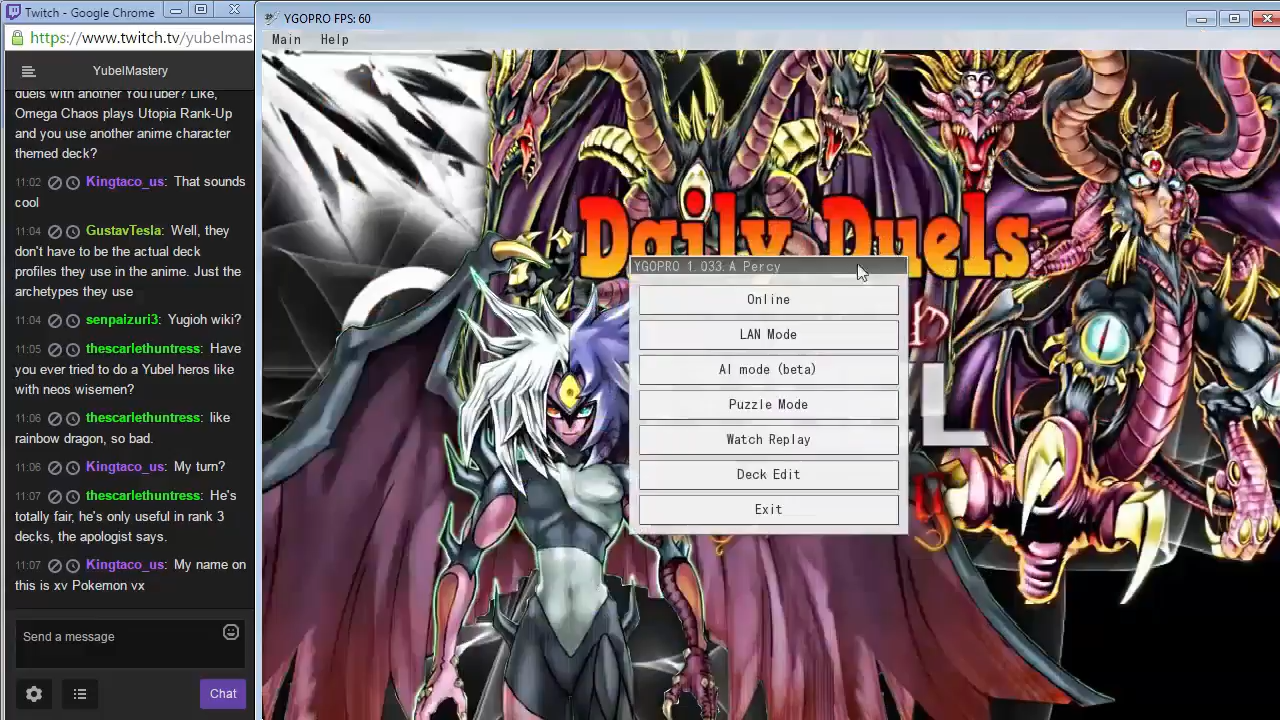 Twitch - Google Chrome
https://www.twitch.tv/yubelmas
YubelMastery
duels with another YouTuber? Like,
Omega Chaos plays Utopia Rank-Up
and you use another anime character
themed deck?
11:02 Kingtaco_us: That sounds
cool
11:04 GustavTesla: Well, they
don't have to be the actual deck
profiles they use in the anime. Just the
archetypes they use
11:04 senpaizuri3: Yugioh wiki?
11:05 thescarlethuntress: Have
you ever tried to do a Yubel heros like
with neos wisemen?
11:06 thescarlethuntress: like
rainbow dragon, so bad.
11:06 Kingtaco_us: My turn?
11:07 thescarlethuntress: He's
totally fair, he's only useful in rank 3
decks, the apologist says.
11:07 Kingtaco_us: My name on
this is xv Pokemon vx
Send a message
Chat
YGOPRO FPS: 60
Main Help
Daily Duels
YGOPRO 1.033.A Percy
Online
LAN Mode
AI mode (beta)
Puzzle Mode
Watch Replay
Deck Edit
Exit